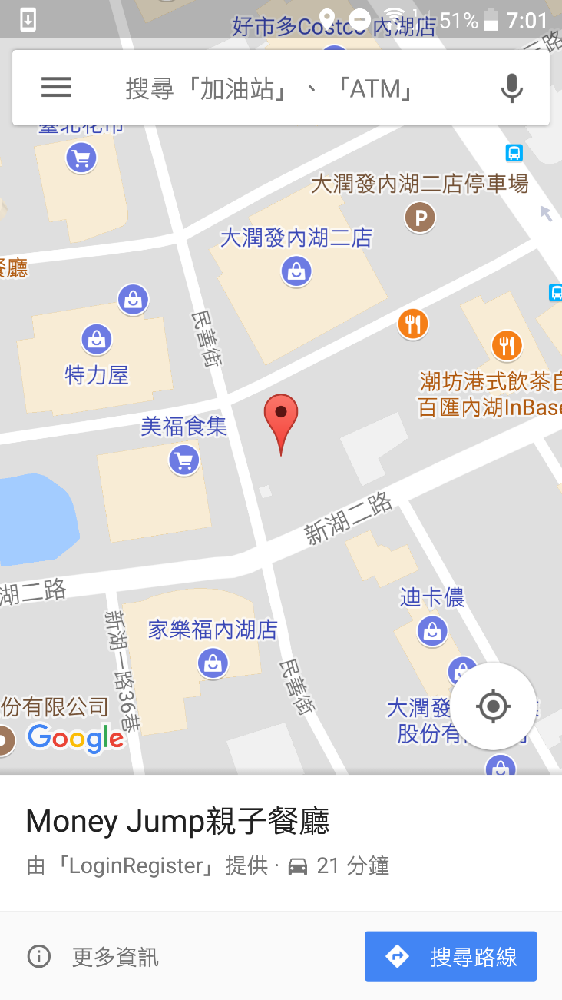 好市多Costco 內湖店
51%
7:01
搜尋「加油站」、「ATM」
臺北花市
大潤發內湖二店停車場
P
大潤發內湖二店
餐廳
民善街
特力屋
潮坊港式飲茶自
百匯內湖InBase
美福食集
新湖二路
湖二路
迪卡儂
家樂福內湖店
新湖一路36巷
民善街
份有限公司
大潤發
股份有
Google
Money Jump親子餐廳
由「LoginRegister」提供 · 21 分鐘
更多資訊
搜尋路線